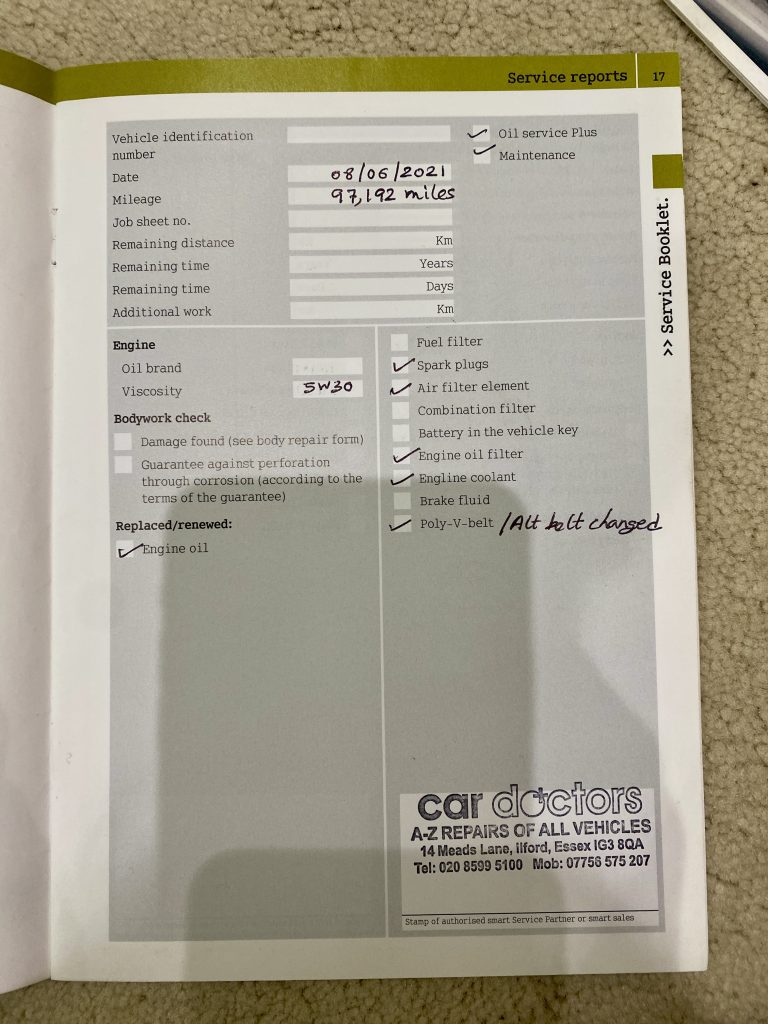 Service reports 17
Vehicle identification
number
Date 08/06/2021
Mileage 97,192 miles
Job sheet no.
Remaining distance Km
Remaining time Years
Remaining time Days
Additional work Km
Oil service Plus
Maintenance
>> Service Booklet.
Engine
Oil brand
Viscosity 5W30
Bodywork check
Damage found (see body repair form)
Guarantee against perforation
through corrosion (according to the
terms of the guarantee)
Replaced/renewed:
Engine oil
Fuel filter
Spark plugs
Air filter element
Combination filter
Battery in the vehicle key
Engine oil filter
Engline coolant
Brake fluid
Poly-V-belt /Alt belt changed
car doctors
A-Z REPAIRS OF ALL VEHICLES
14 Meads Lane, Ilford, Essex IG3 8QA
Tel: 020 8599 5100 Mob: 07756 575 207
Stamp of authorised smart Service Partner or smart sales